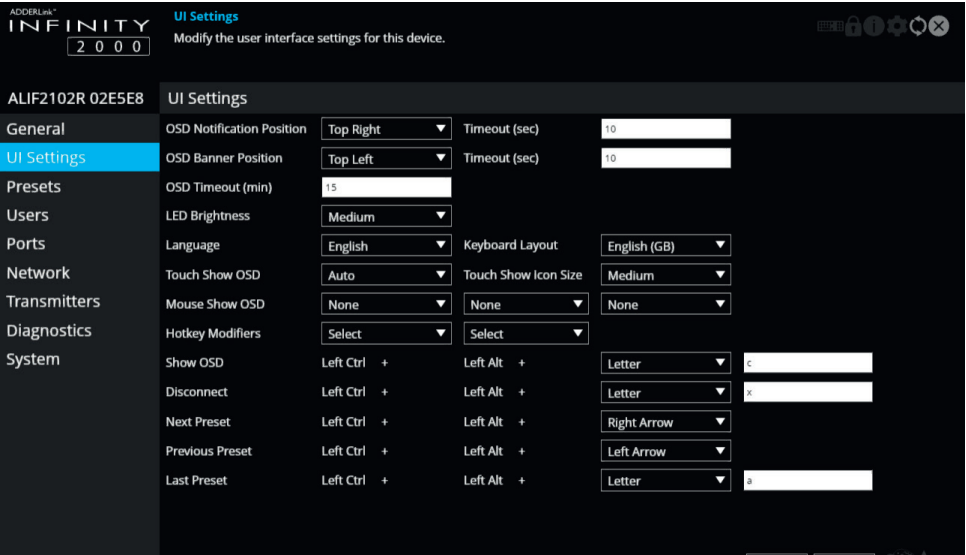 ADDERLink™
INFINITY
2000
UI Settings
Modify the user interface settings for this device.
ALIF2102R 02E5E8
General
UI Settings
Presets
Users
Ports
Network
Transmitters
Diagnostics
System
UI Settings
OSD Notification Position Top Right Timeout (sec) 10
OSD Banner Position Top Left Timeout (sec) 10
OSD Timeout (min) 15
LED Brightness Medium
Language English Keyboard Layout English (GB)
Touch Show OSD Auto Touch Show Icon Size Medium
Mouse Show OSD None None None
Hotkey Modifiers Select Select
Show OSD Left Ctrl + Left Alt + Letter c
Disconnect Left Ctrl + Left Alt + Letter x
Next Preset Left Ctrl + Left Alt + Right Arrow
Previous Preset Left Ctrl + Left Alt + Left Arrow
Last Preset Left Ctrl + Left Alt + Letter a